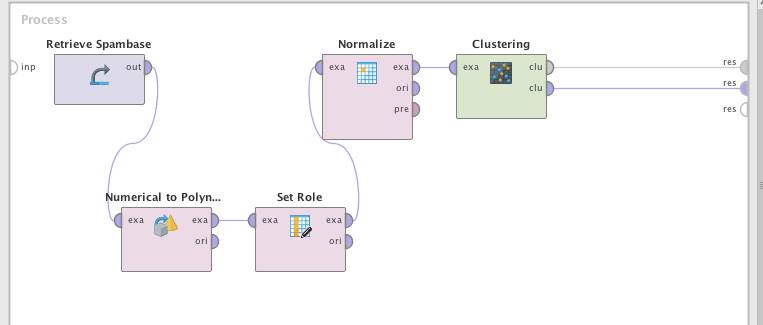 Process
Retrieve Spambase
Normalize
Clustering
inp
out
exa
exa
exa
clu
res
ori
clu
res
pre
res
Numerical to Polyn...
Set Role
exa
exa
exa
exa
ori
ori